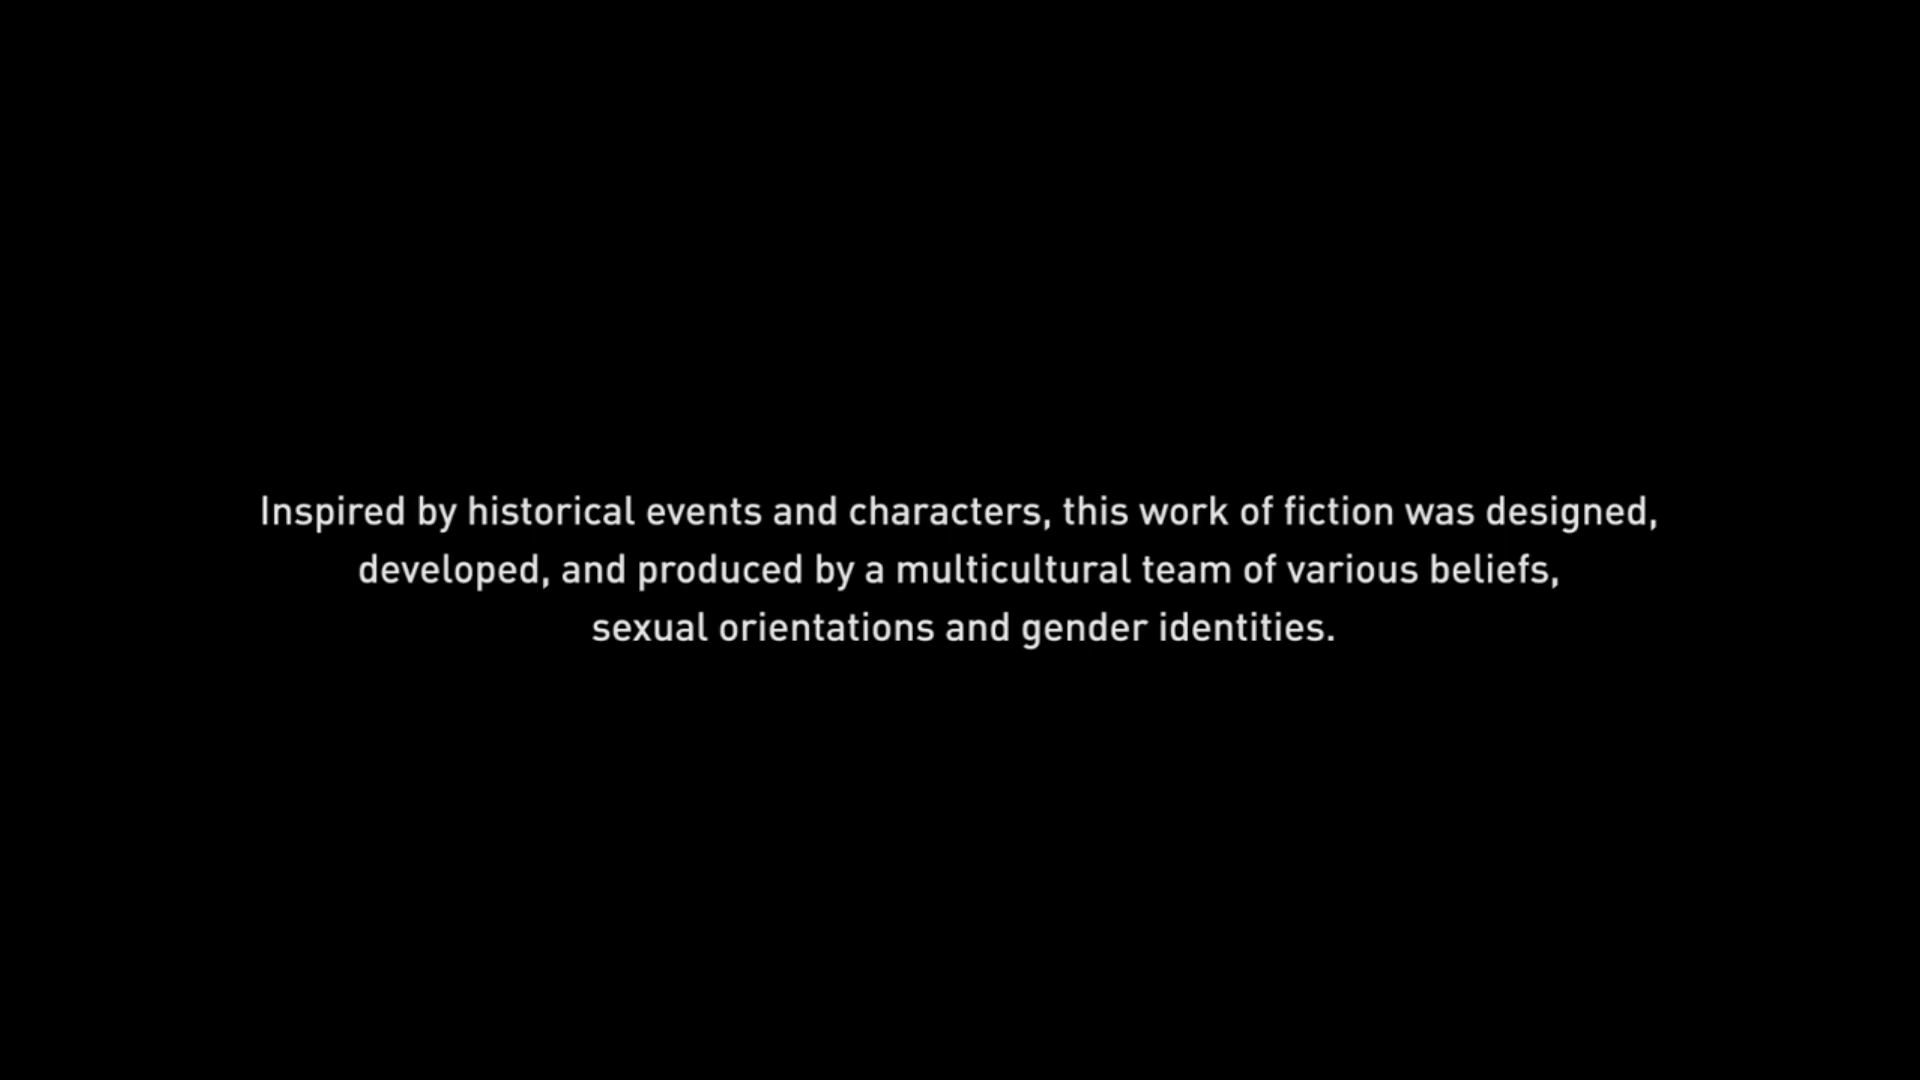 Inspired by historical events and characters, this work of fiction was designed,
developed, and produced by a multicultural team of various beliefs,
sexual orientations and gender identities.